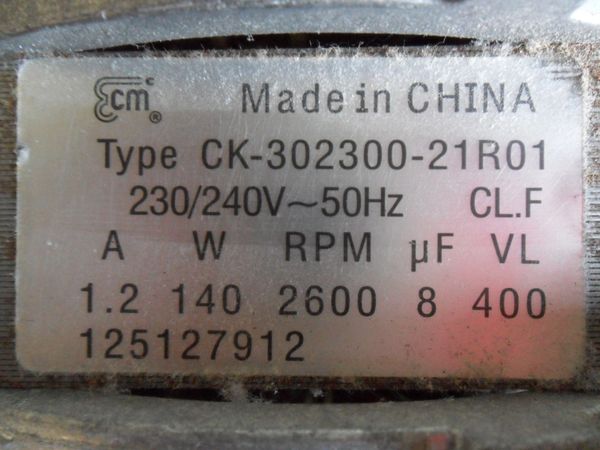 ecm® Made in CHINA
Type CK-302300-21R01
230/240V~50Hz CL.F
A W RPM µF VL
1.2 140 2600 8 400
125127912